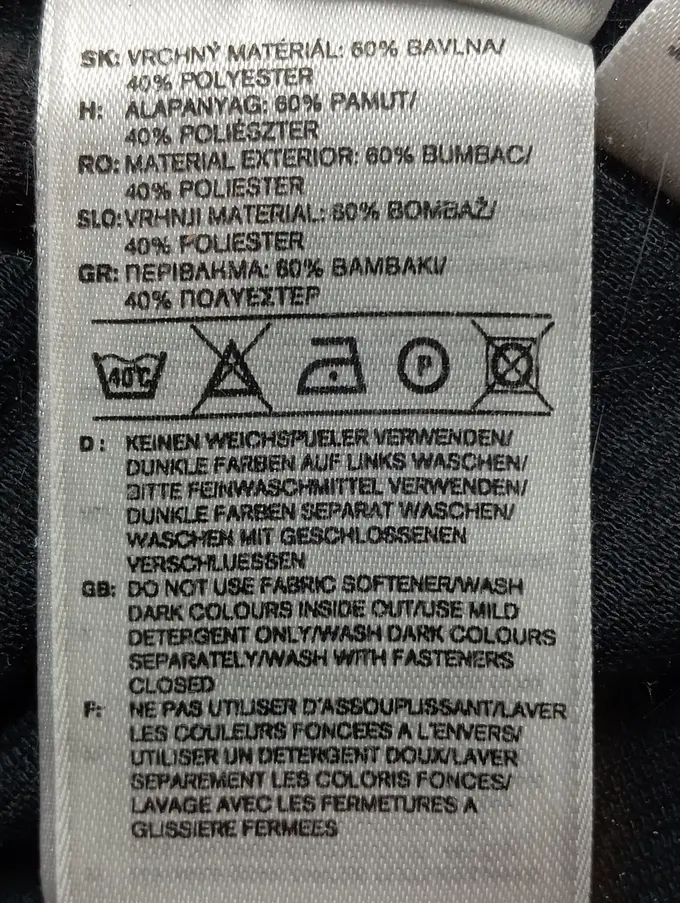 SK: VRCHNÝ MATERIÁL: 60% BAVLNA/
40% POLYESTER
H: ALAPANYAG: 60% PAMUT/
40% POLIÉSZTER
RO: MATERIAL EXTERIOR: 60% BUMBAC/
40% POLIESTER
SLO: VRHNJI MATERIAL: 60% BOMBAŽ/
40% POLIESTER
GR: ΠΕΡΙΒΛΗΜΑ: 60% ΒΑΜΒΑΚΙ/
40% ΠΟΛΥΕΣΤΕΡ
40°C P
D: KEINEN WEICHSPUELER VERWENDEN/
DUNKLE FARBEN AUF LINKS WASCHEN/
BITTE FEINWASCHMITTEL VERWENDEN/
DUNKLE FARBEN SEPARAT WASCHEN/
WASCHEN MIT GESCHLOSSENEN
VERSCHLUESSEN
GB: DO NOT USE FABRIC SOFTENER/WASH
DARK COLOURS INSIDE OUT/USE MILD
DETERGENT ONLY/WASH DARK COLOURS
SEPARATELY/WASH WITH FASTENERS
CLOSED
F: NE PAS UTILISER D'ASSOUPLISSANT/LAVER
LES COULEURS FONCEES A L'ENVERS/
UTILISER UN DETERGENT DOUX/LAVER
SEPAREMENT LES COLORIS FONCES/
LAVAGE AVEC LES FERMETURES A
GLISSIERE FERMEES